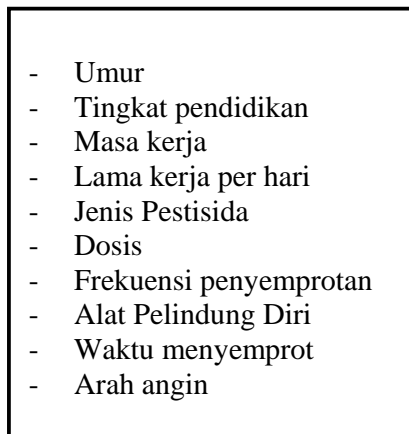 - Umur
- Tingkat pendidikan
- Masa kerja
- Lama kerja per hari
- Jenis Pestisida
- Dosis
- Frekuensi penyemprotan
- Alat Pelindung Diri
- Waktu menyemprot
- Arah angin